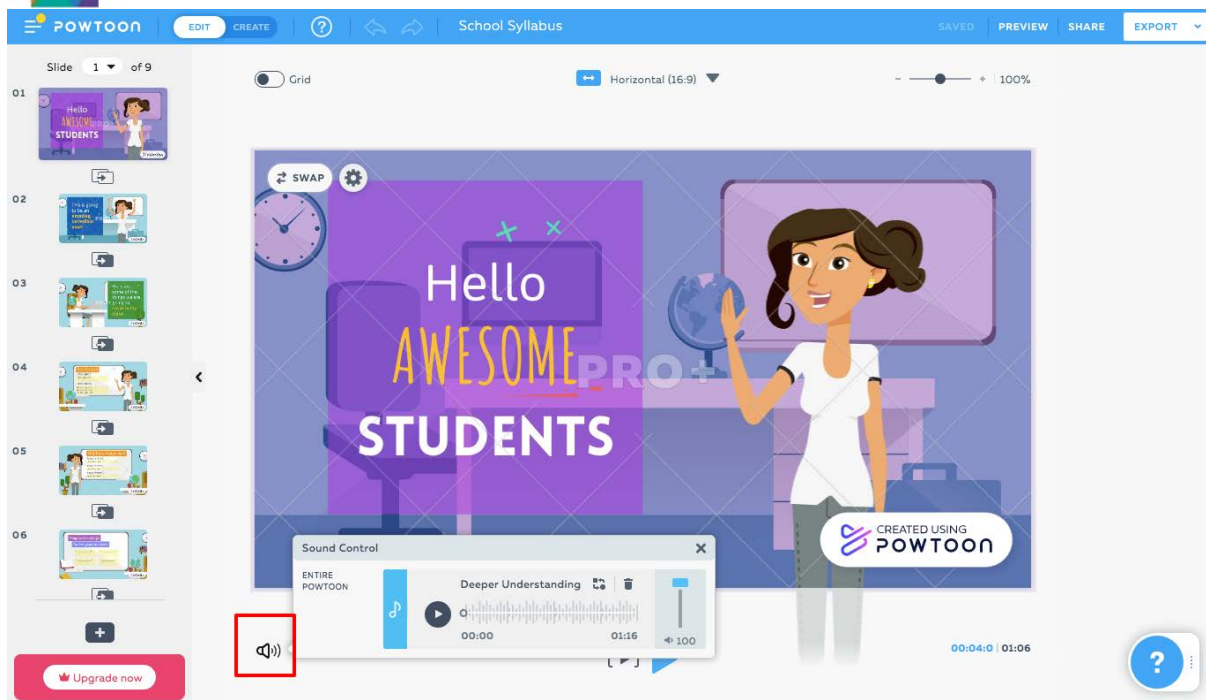 POWTOON
EDIT
CREATE
?
School Syllabus
SAVED
PREVIEW
SHARE
EXPORT
Slide 1 of 9
Grid
Horizontal (16:9)
- + 100%
01
Hello
AWESOME
STUDENTS
02
03
04
05
06
+
Upgrade now
SWAP
Hello
AWESOME
STUDENTS
PRO+
CREATED USING
POWTOON
Sound Control
ENTIRE
POWTOON
Deeper Understanding
00:00 01:16
100
00:04:0 01:06
?